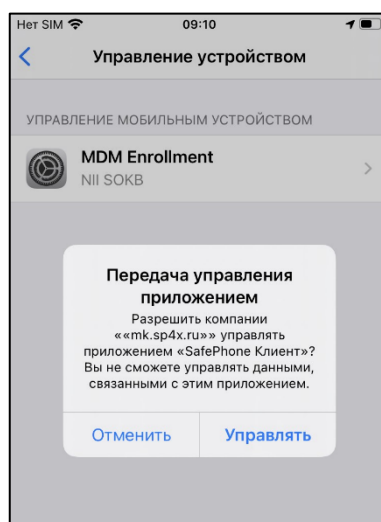 Нет SIM 09:10
Управление устройством
УПРАВЛЕНИЕ МОБИЛЬНЫМ УСТРОЙСТВОМ
MDM Enrollment
NII SOKB
Передача управления
приложением
Разрешить компании
««mk.sp4x.ru»» управлять
приложением «SafePhone Клиент»?
Вы не сможете управлять данными,
связанными с этим приложением.
Отменить Управлять